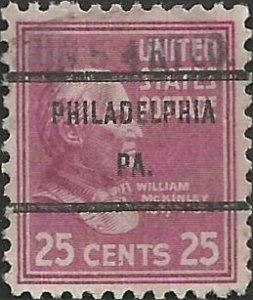 UNITED
STATES
PHILADELPHIA
PA.
WILLIAM
McKINLEY
25 CENTS 25